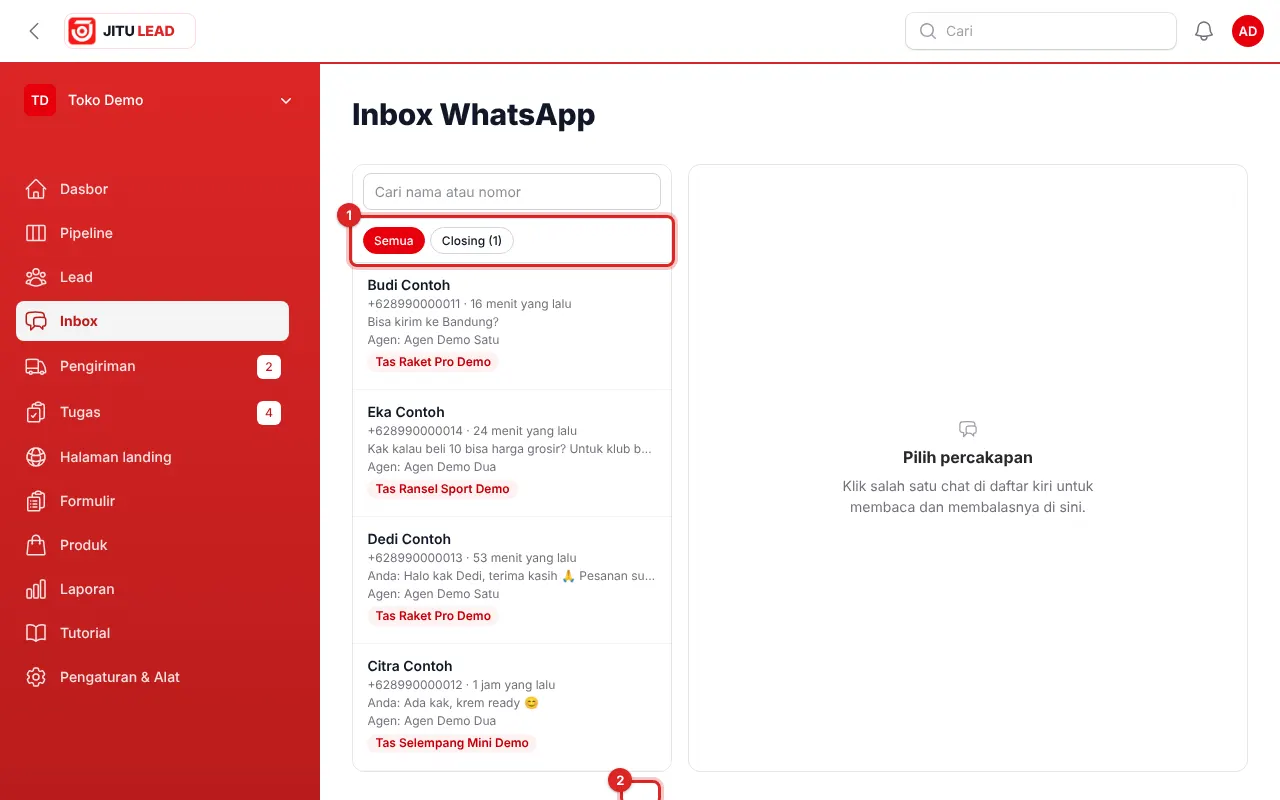 JITU LEAD
Cari
AD
TD
Toko Demo
Dasbor
Pipeline
Lead
Inbox
Pengiriman
2
Tugas
4
Halaman landing
Formulir
Produk
Laporan
Tutorial
Pengaturan & Alat
Inbox WhatsApp
Cari nama atau nomor
1
Semua
Closing (1)
Budi Contoh
+628990000011 · 16 menit yang lalu
Bisa kirim ke Bandung?
Agen: Agen Demo Satu
Tas Raket Pro Demo
Eka Contoh
+628990000014 · 24 menit yang lalu
Kak kalau beli 10 bisa harga grosir? Untuk klub b...
Agen: Agen Demo Dua
Tas Ransel Sport Demo
Dedi Contoh
+628990000013 · 53 menit yang lalu
Anda: Halo kak Dedi, terima kasih 🙏 Pesanan su...
Agen: Agen Demo Satu
Tas Raket Pro Demo
Citra Contoh
+628990000012 · 1 jam yang lalu
Anda: Ada kak, krem ready 😊
Agen: Agen Demo Dua
Tas Selempang Mini Demo
2
Pilih percakapan
Klik salah satu chat di daftar kiri untuk
membaca dan membalasnya di sini.